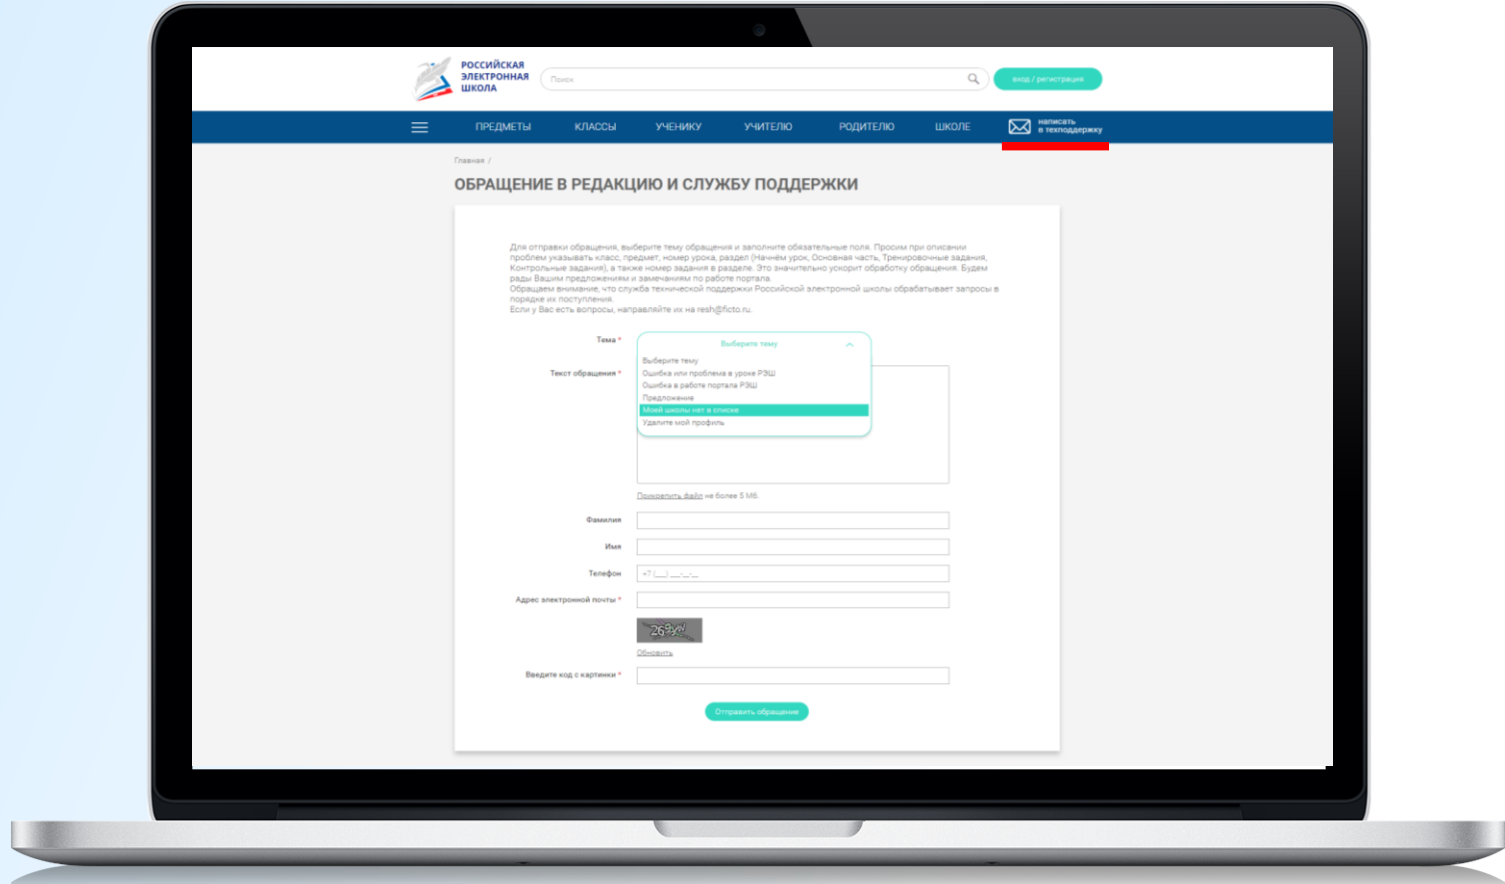 РОССИЙСКАЯ
ЭЛЕКТРОННАЯ
ШКОЛА
Поиск
вход / регистрация
ПРЕДМЕТЫ КЛАССЫ УЧЕНИКУ УЧИТЕЛЮ РОДИТЕЛЮ ШКОЛЕ
написать
в техподдержку
Главная /
ОБРАЩЕНИЕ В РЕДАКЦИЮ И СЛУЖБУ ПОДДЕРЖКИ
Для отправки обращения, выберите тему обращения и заполните обязательные поля. Просим при описании
проблем указывать класс, предмет, номер урока, раздел (Начнём урок, Основная часть, Тренировочные задания,
Контрольные задания), а также номер задания в разделе. Это значительно ускорит обработку обращения. Будем
рады Вашим предложениям и замечаниям по работе портала.
Обращаем внимание, что служба технической поддержки Российской электронной школы обрабатывает запросы в
порядке их поступления.
Если у Вас есть вопросы, направляйте их на resh@ficto.ru.
Тема *
Выберите тему
Выберите тему
Ошибка или проблема в уроке РЭШ
Ошибка в работе портала РЭШ
Предложение
Моей школы нет в списке
Удалите мой профиль
Текст обращения *
Прикрепить файл не более 5 Мб.
Фамилия
Имя
Телефон
+7 (___) ___-__-__
Адрес электронной почты *
Обновить
Введите код с картинки *
Отправить обращение